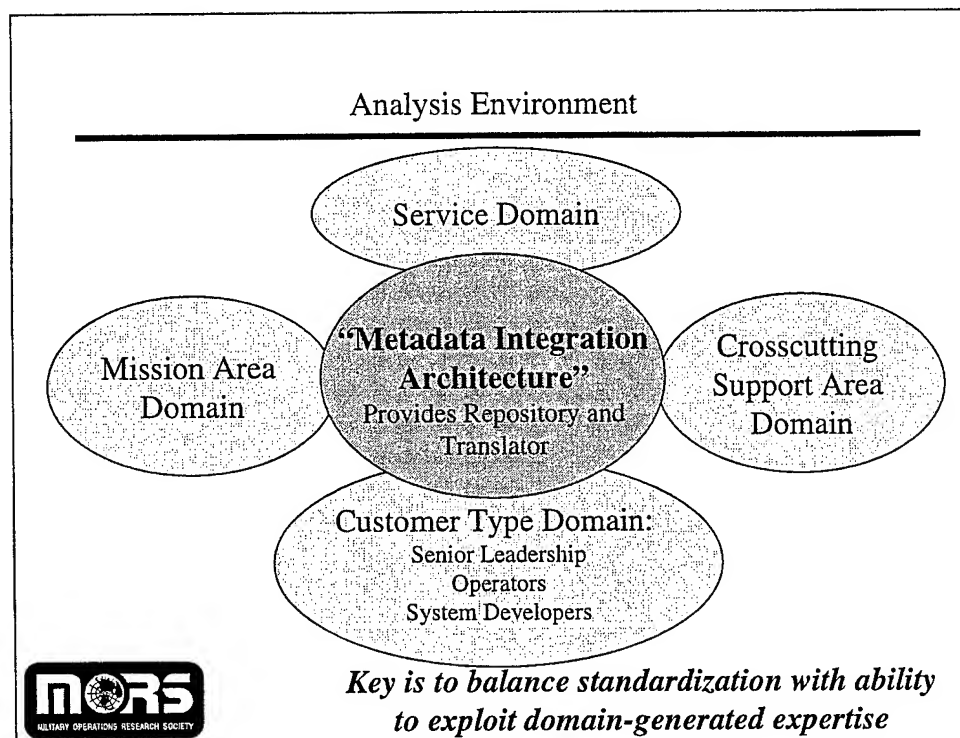 Analysis Environment
Service Domain
"Metadata Integration
Architecture"
Provides Repository and
Translator
Mission Area
Domain
Crosscutting
Support Area
Domain
Customer Type Domain:
Senior Leadership
Operators
System Developers
MORS
MILITARY OPERATIONS RESEARCH SOCIETY
Key is to balance standardization with ability
to exploit domain-generated expertise